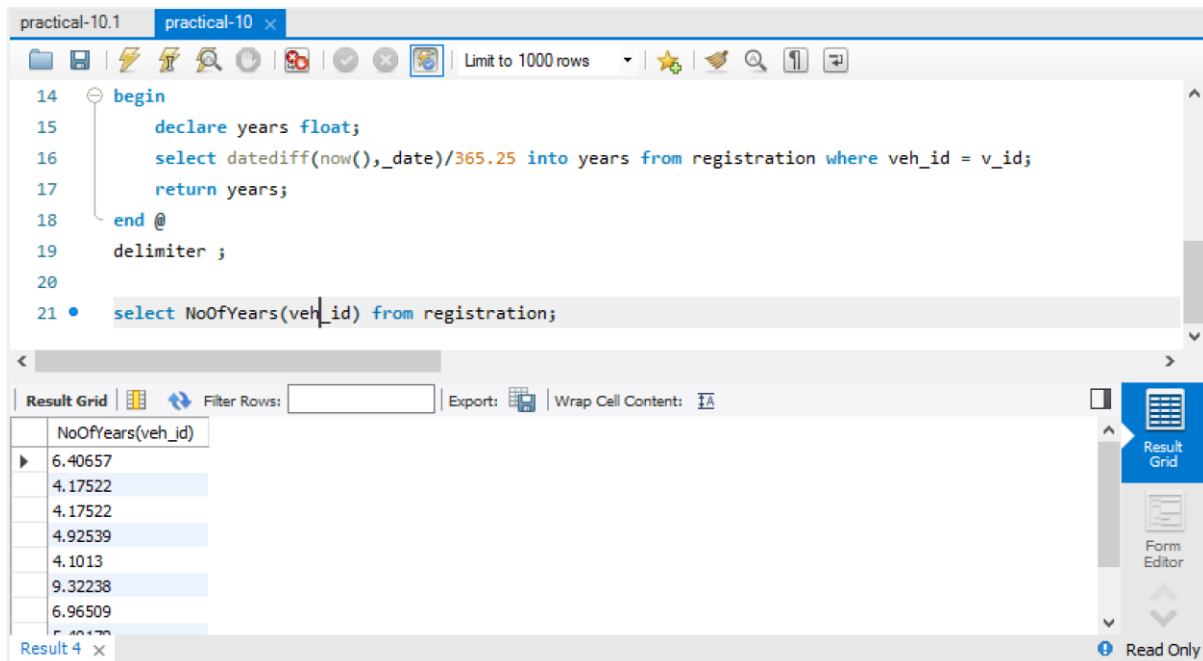 practical-10.1 practical-10
Limit to 1000 rows
14 begin
15 declare years float;
16 select datediff(now(),_date)/365.25 into years from registration where veh_id = v_id;
17 return years;
18 end @
19 delimiter ;
20
21 select NoOfYears(veh_id) from registration;
Result Grid Filter Rows: Export: Wrap Cell Content:
NoOfYears(veh_id)
6.40657
4.17522
4.17522
4.92539
4.1013
9.32238
6.96509
Result Grid
Form Editor
Result 4 Read Only